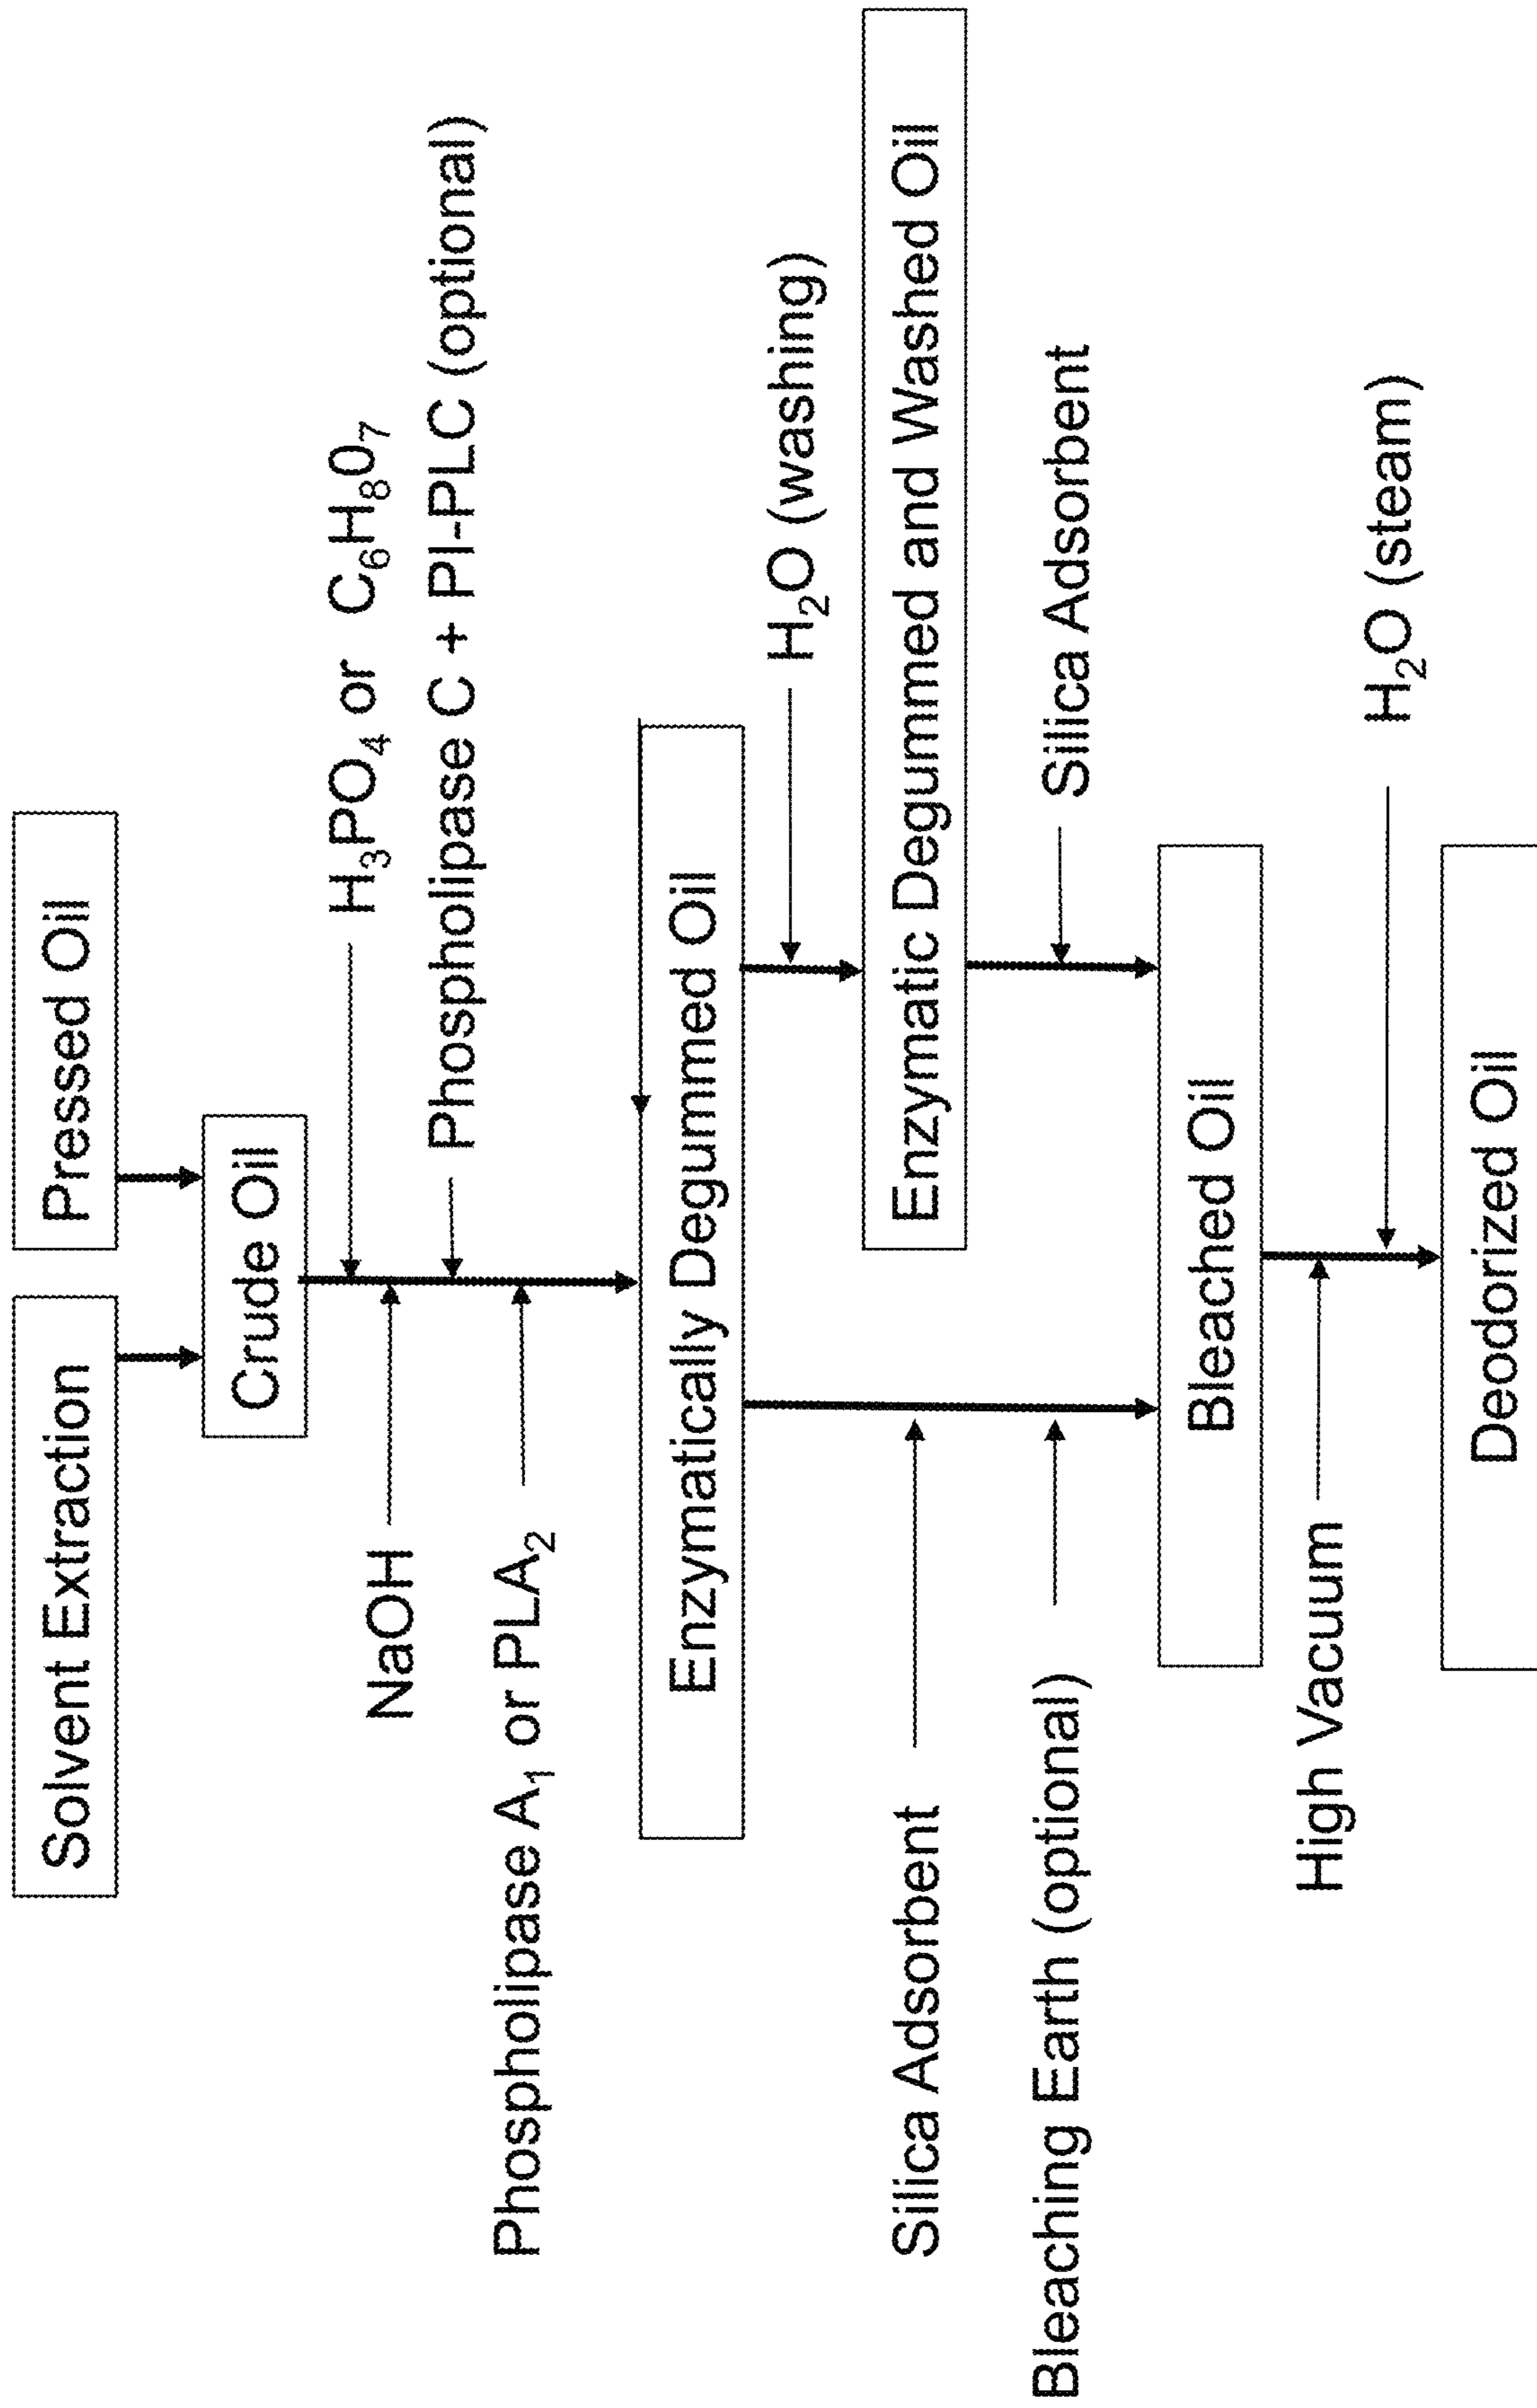 Solvent Extraction
Pressed Oil
Crude Oil
H₃PO₄ or C₆H₈0₇
NaOH
Phospholipase C + PI-PLC (optional)
Phospholipase A₁ or PLA₂
Enzymatically Degummed Oil
H₂O (washing)
Enzymatic Degummed and Washed Oil
Silica Adsorbent
Silica Adsorbent
Bleaching Earth (optional)
Bleached Oil
High Vacuum
H₂O (steam)
Deodorized Oil